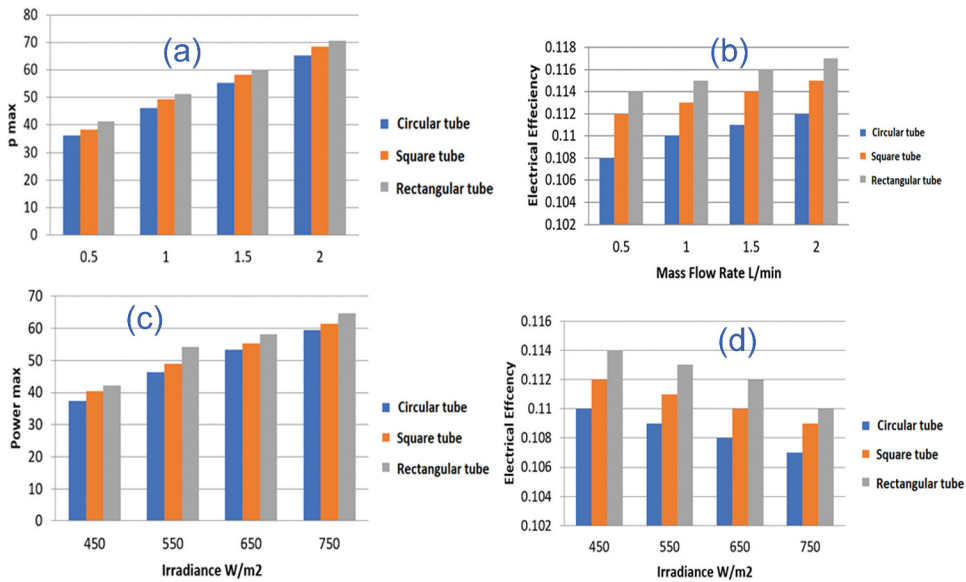 (a)
p max
80
70
60
50
40
30
20
10
0
0.5 1 1.5 2
Circular tube
Square tube
Rectangular tube
(b)
Electrical Effeciency
0.118
0.116
0.114
0.112
0.11
0.108
0.106
0.104
0.102
0.5 1 1.5 2
Mass Flow Rate L/min
Circular tube
Square tube
Rectangular tube
(c)
Power max
70
60
50
40
30
20
10
0
450 550 650 750
Irradiance W/m2
Circular tube
Square tube
Rectangular tube
(d)
Electrical Effcency
0.116
0.114
0.112
0.11
0.108
0.106
0.104
0.102
450 550 650 750
Irradiance W/m2
Circular tube
Square tube
Rectangular tube